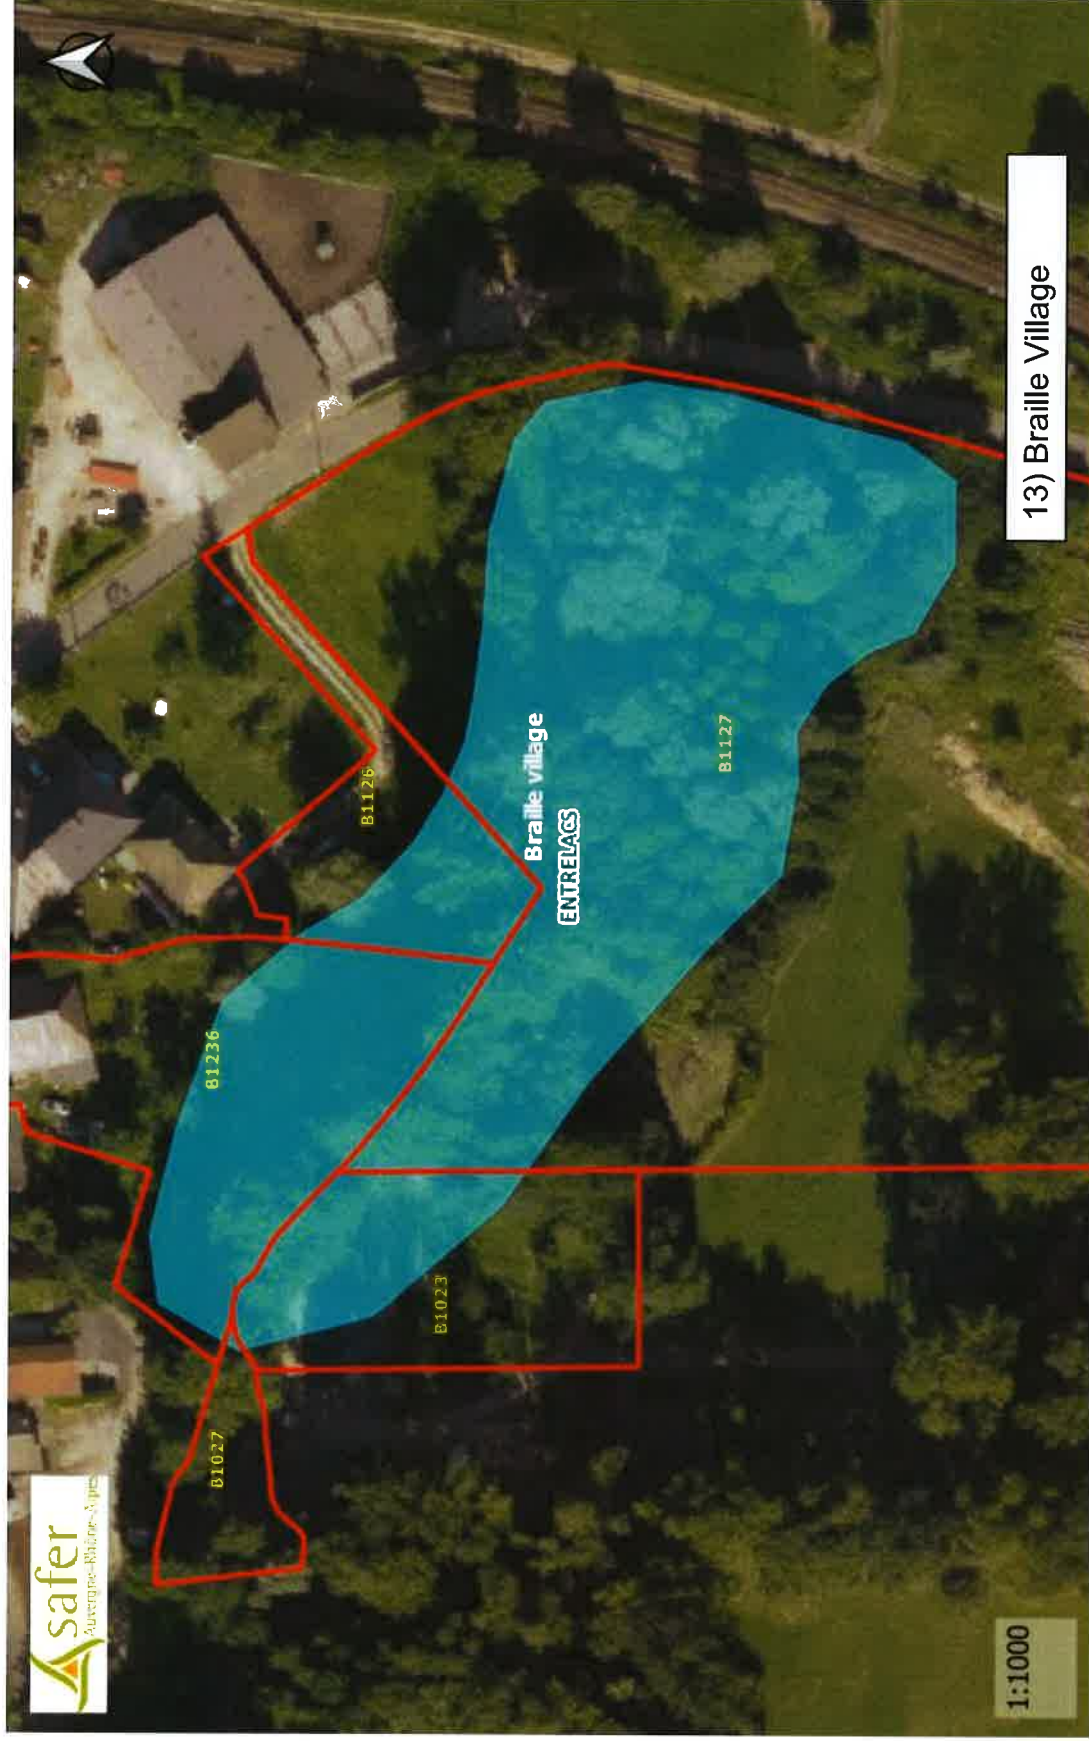 safer
Auvergne-Rhône-Alpes
B1027
B1236
B1126
B1023
Braille village
ENTRELACS
B1127
1:1000
13) Braille Village